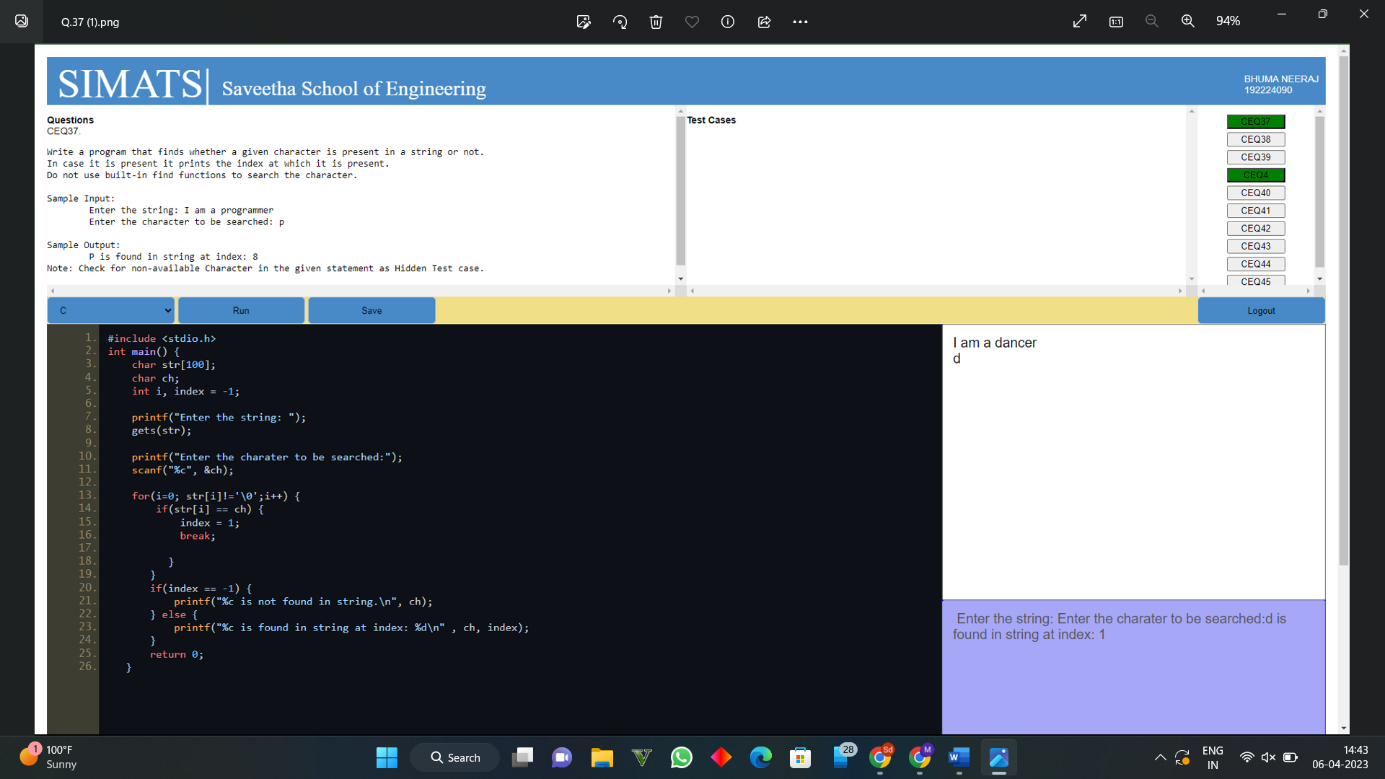 Q.37 (1).png
1:1
94%
SIMATS| Saveetha School of Engineering
BHUMA NEERAJ
192224090
Questions
CEQ37.
Write a program that finds whether a given character is present in a string or not.
In case it is present it prints the index at which it is present.
Do not use built-in find functions to search the character.
Sample Input:
Enter the string: I am a programmer
Enter the character to be searched: p
Sample Output:
P is found in string at index: 8
Note: Check for non-available Character in the given statement as Hidden Test case.
Test Cases
CEQ37
CEQ38
CEQ39
CEQ4
CEQ40
CEQ41
CEQ42
CEQ43
CEQ44
CEQ45
C
Run
Save
Logout
1. #include <stdio.h>
2. int main() {
3. char str[100];
4. char ch;
5. int i, index = -1;
6.
7. printf("Enter the string: ");
8. gets(str);
9.
10. printf("Enter the charater to be searched:");
11. scanf("%c", &ch);
12.
13. for(i=0; str[i]!='\0';i++) {
14. if(str[i] == ch) {
15. index = 1;
16. break;
17.
18. }
19. }
20. if(index == -1) {
21. printf("%c is not found in string.\n", ch);
22. } else {
23. printf("%c is found in string at index: %d\n" , ch, index);
24. }
25. return 0;
26. }
I am a dancer
d
Enter the string: Enter the charater to be searched:d is
found in string at index: 1
1
100°F
Sunny
Search
28
Sd
M
W
ENG
IN
14:43
06-04-2023